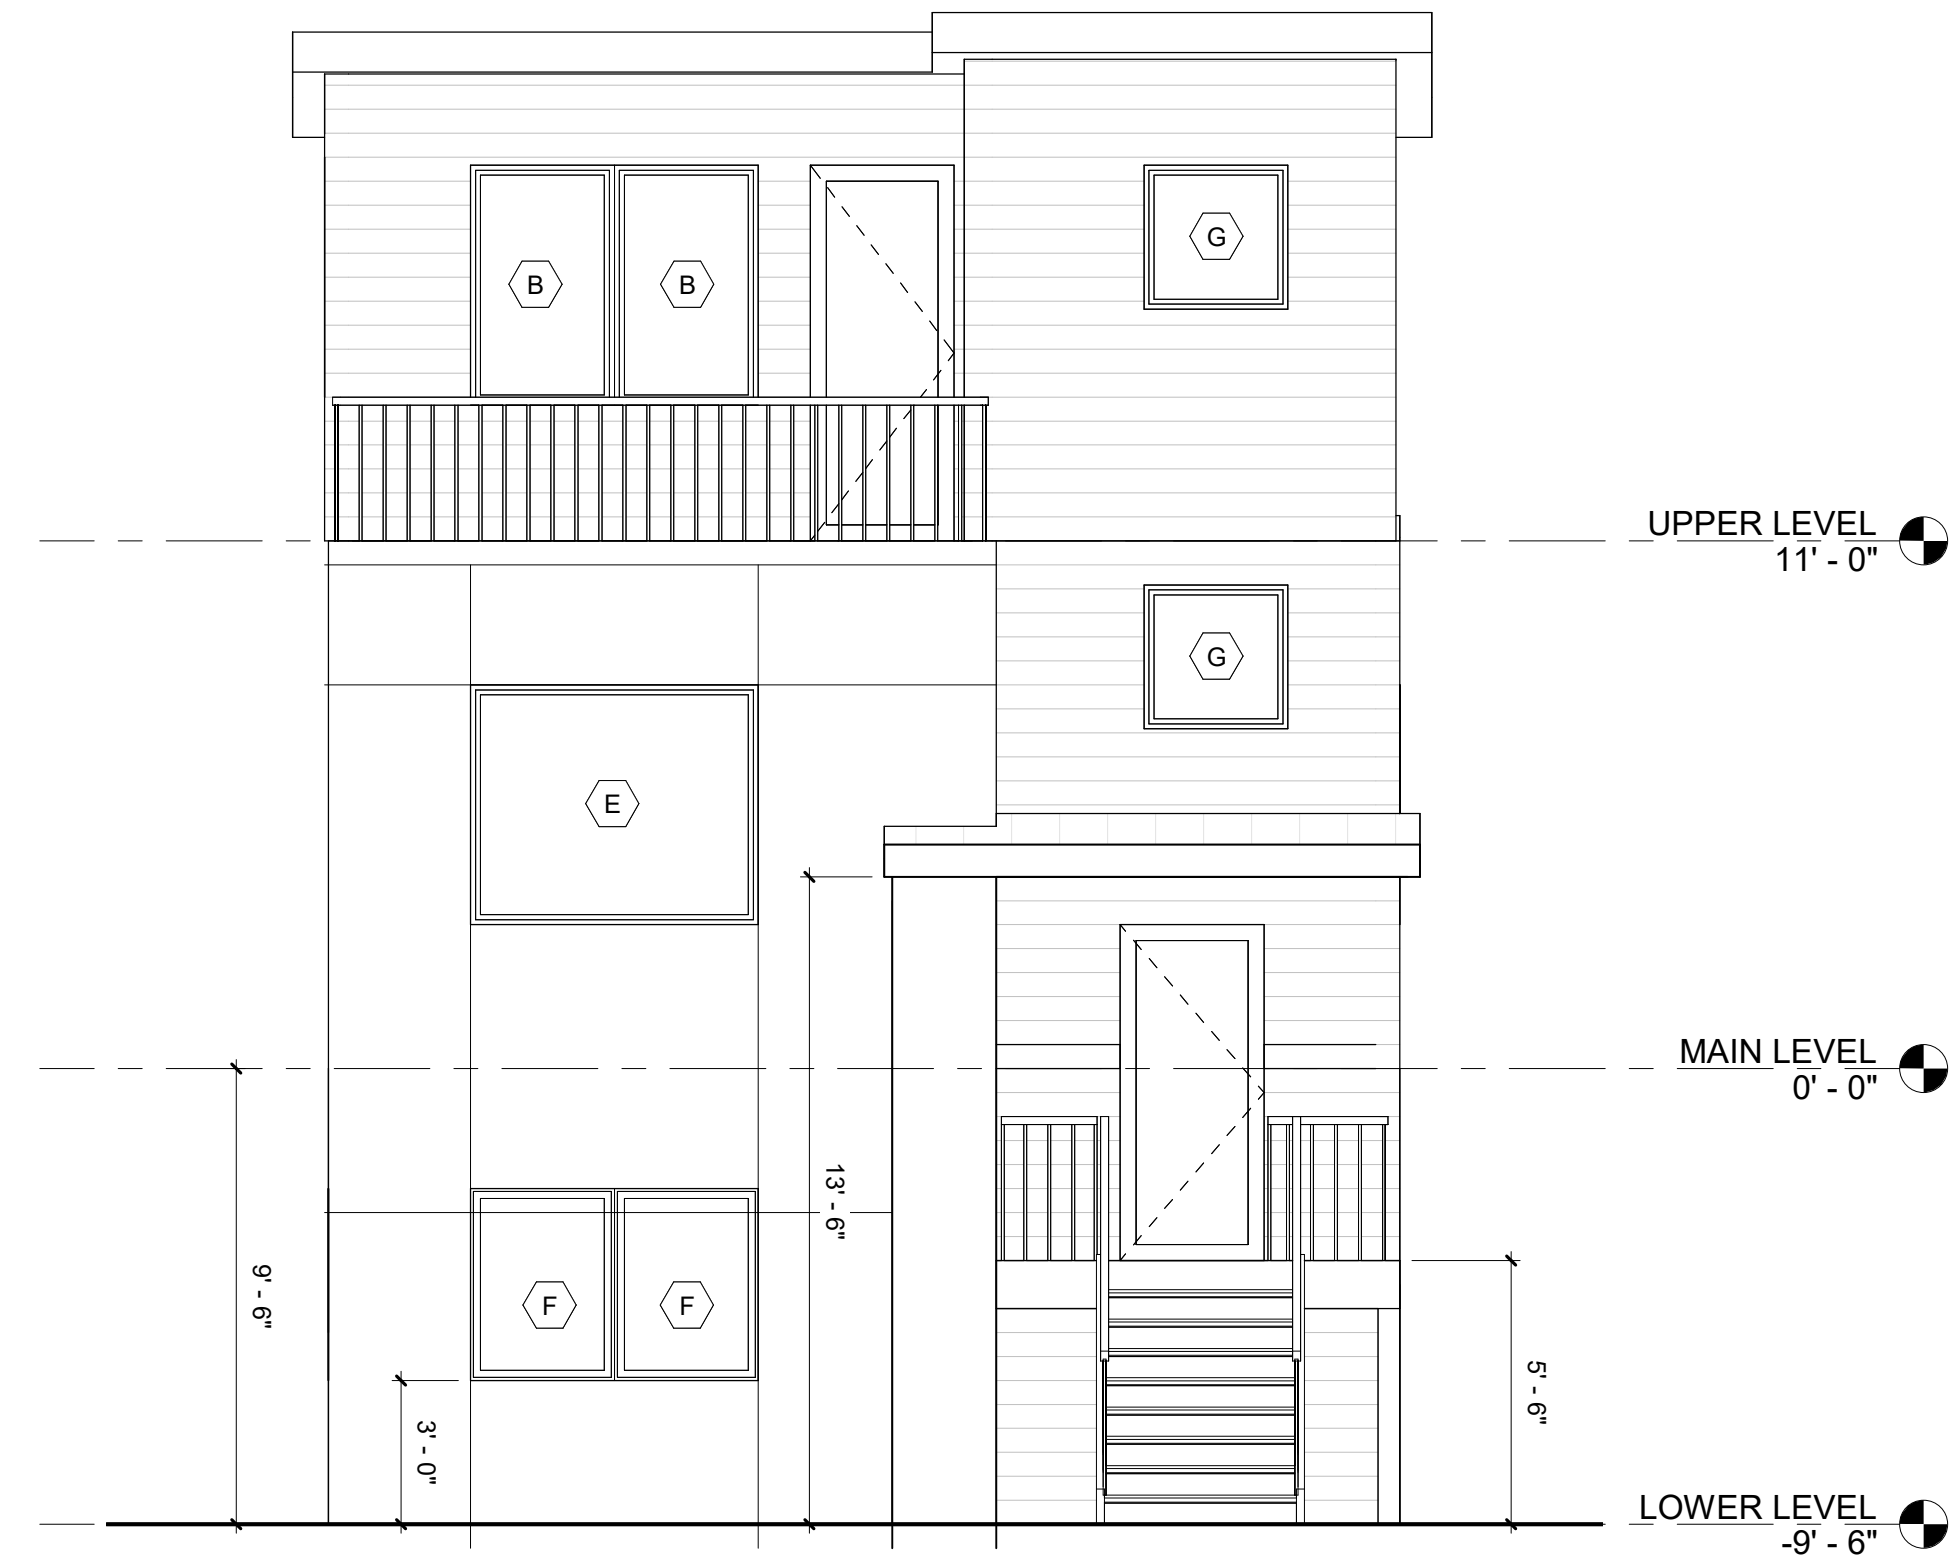 B
B
G
UPPER LEVEL
11' - 0"
G
E
MAIN LEVEL
0' - 0"
13' - 6"
9' - 6"
F
F
5' - 6"
3' - 0"
LOWER LEVEL
-9' - 6"